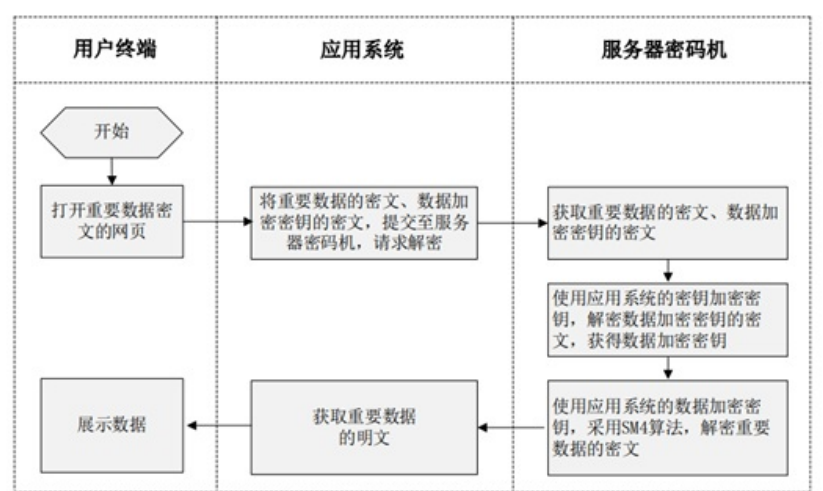 用户终端
应用系统
服务器密码机
开始
打开重要数据密
文的网页
将重要数据的密文、数据加
密密钥的密文，提交至服务
器密码机，请求解密
获取重要数据的密文、数据加
密密钥的密文
使用应用系统的密钥加密密
钥，解密数据加密密钥的密
文，获得数据加密密钥
使用应用系统的数据加密密
钥，采用SM4算法，解密重要
数据的密文
获取重要数据
的明文
展示数据